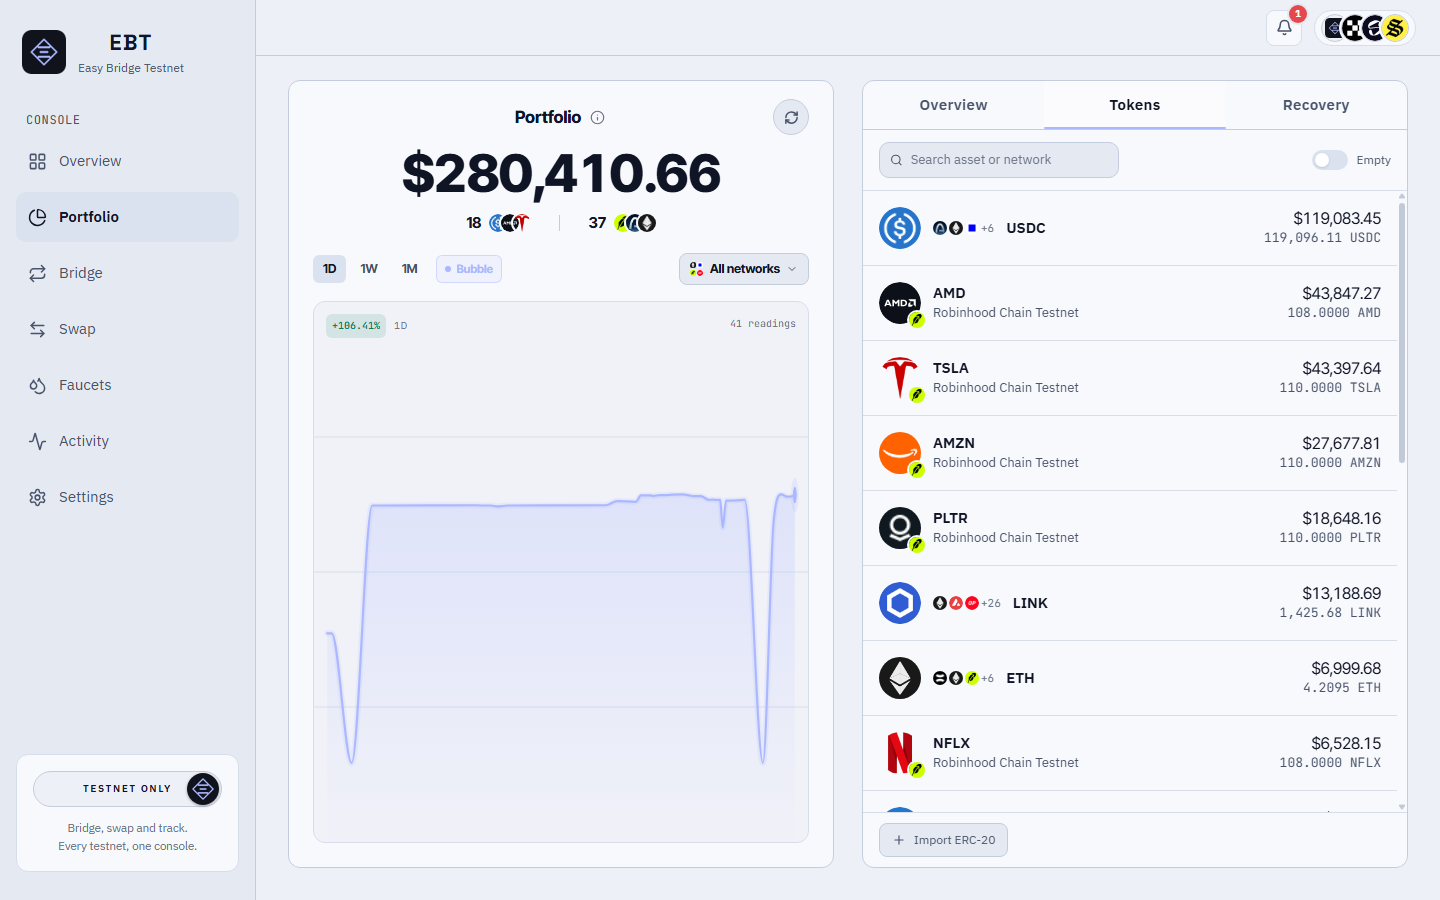 EBT
Easy Bridge Testnet
CONSOLE
Overview
Portfolio
Bridge
Swap
Faucets
Activity
Settings
TESTNET ONLY
Bridge, swap and track.
Every testnet, one console.
1
Portfolio
$280,410.66
18
37
1D 1W 1M Bubble
All networks
+106.41% 1D
41 readings
Overview Tokens Recovery
Search asset or network
Empty
+6 USDC
$119,083.45
119,096.11 USDC
AMD
AMD
Robinhood Chain Testnet
$43,847.27
108.0000 AMD
TSLA
Robinhood Chain Testnet
$43,397.64
110.0000 TSLA
AMZN
Robinhood Chain Testnet
$27,677.81
110.0000 AMZN
PLTR
Robinhood Chain Testnet
$18,648.16
110.0000 PLTR
OP
+26 LINK
$13,188.69
1,425.68 LINK
+6 ETH
$6,999.68
4.2095 ETH
NFLX
Robinhood Chain Testnet
$6,528.15
108.0000 NFLX
Import ERC-20